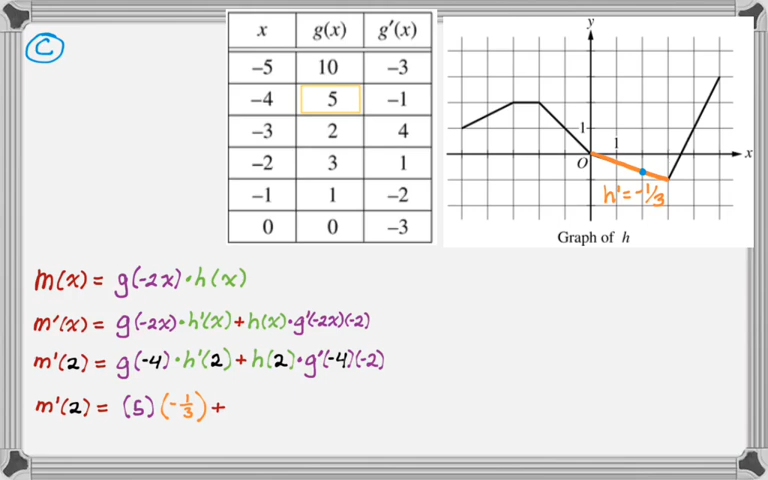 C
x g(x) g′(x)
−5 10 −3
−4 5 −1
−3 2 4
−2 3 1
−1 1 −2
0 0 −3
y
1
1
O
x
h' = -1/3
Graph of h
m(x) = g(-2x)·h(x)
m'(x) = g(-2x)·h'(x)+h(x)·g'(-2x)(-2)
m'(2) = g(-4)·h'(2)+h(2)·g'(-4)(-2)
m'(2) = (5)(-1/3)+